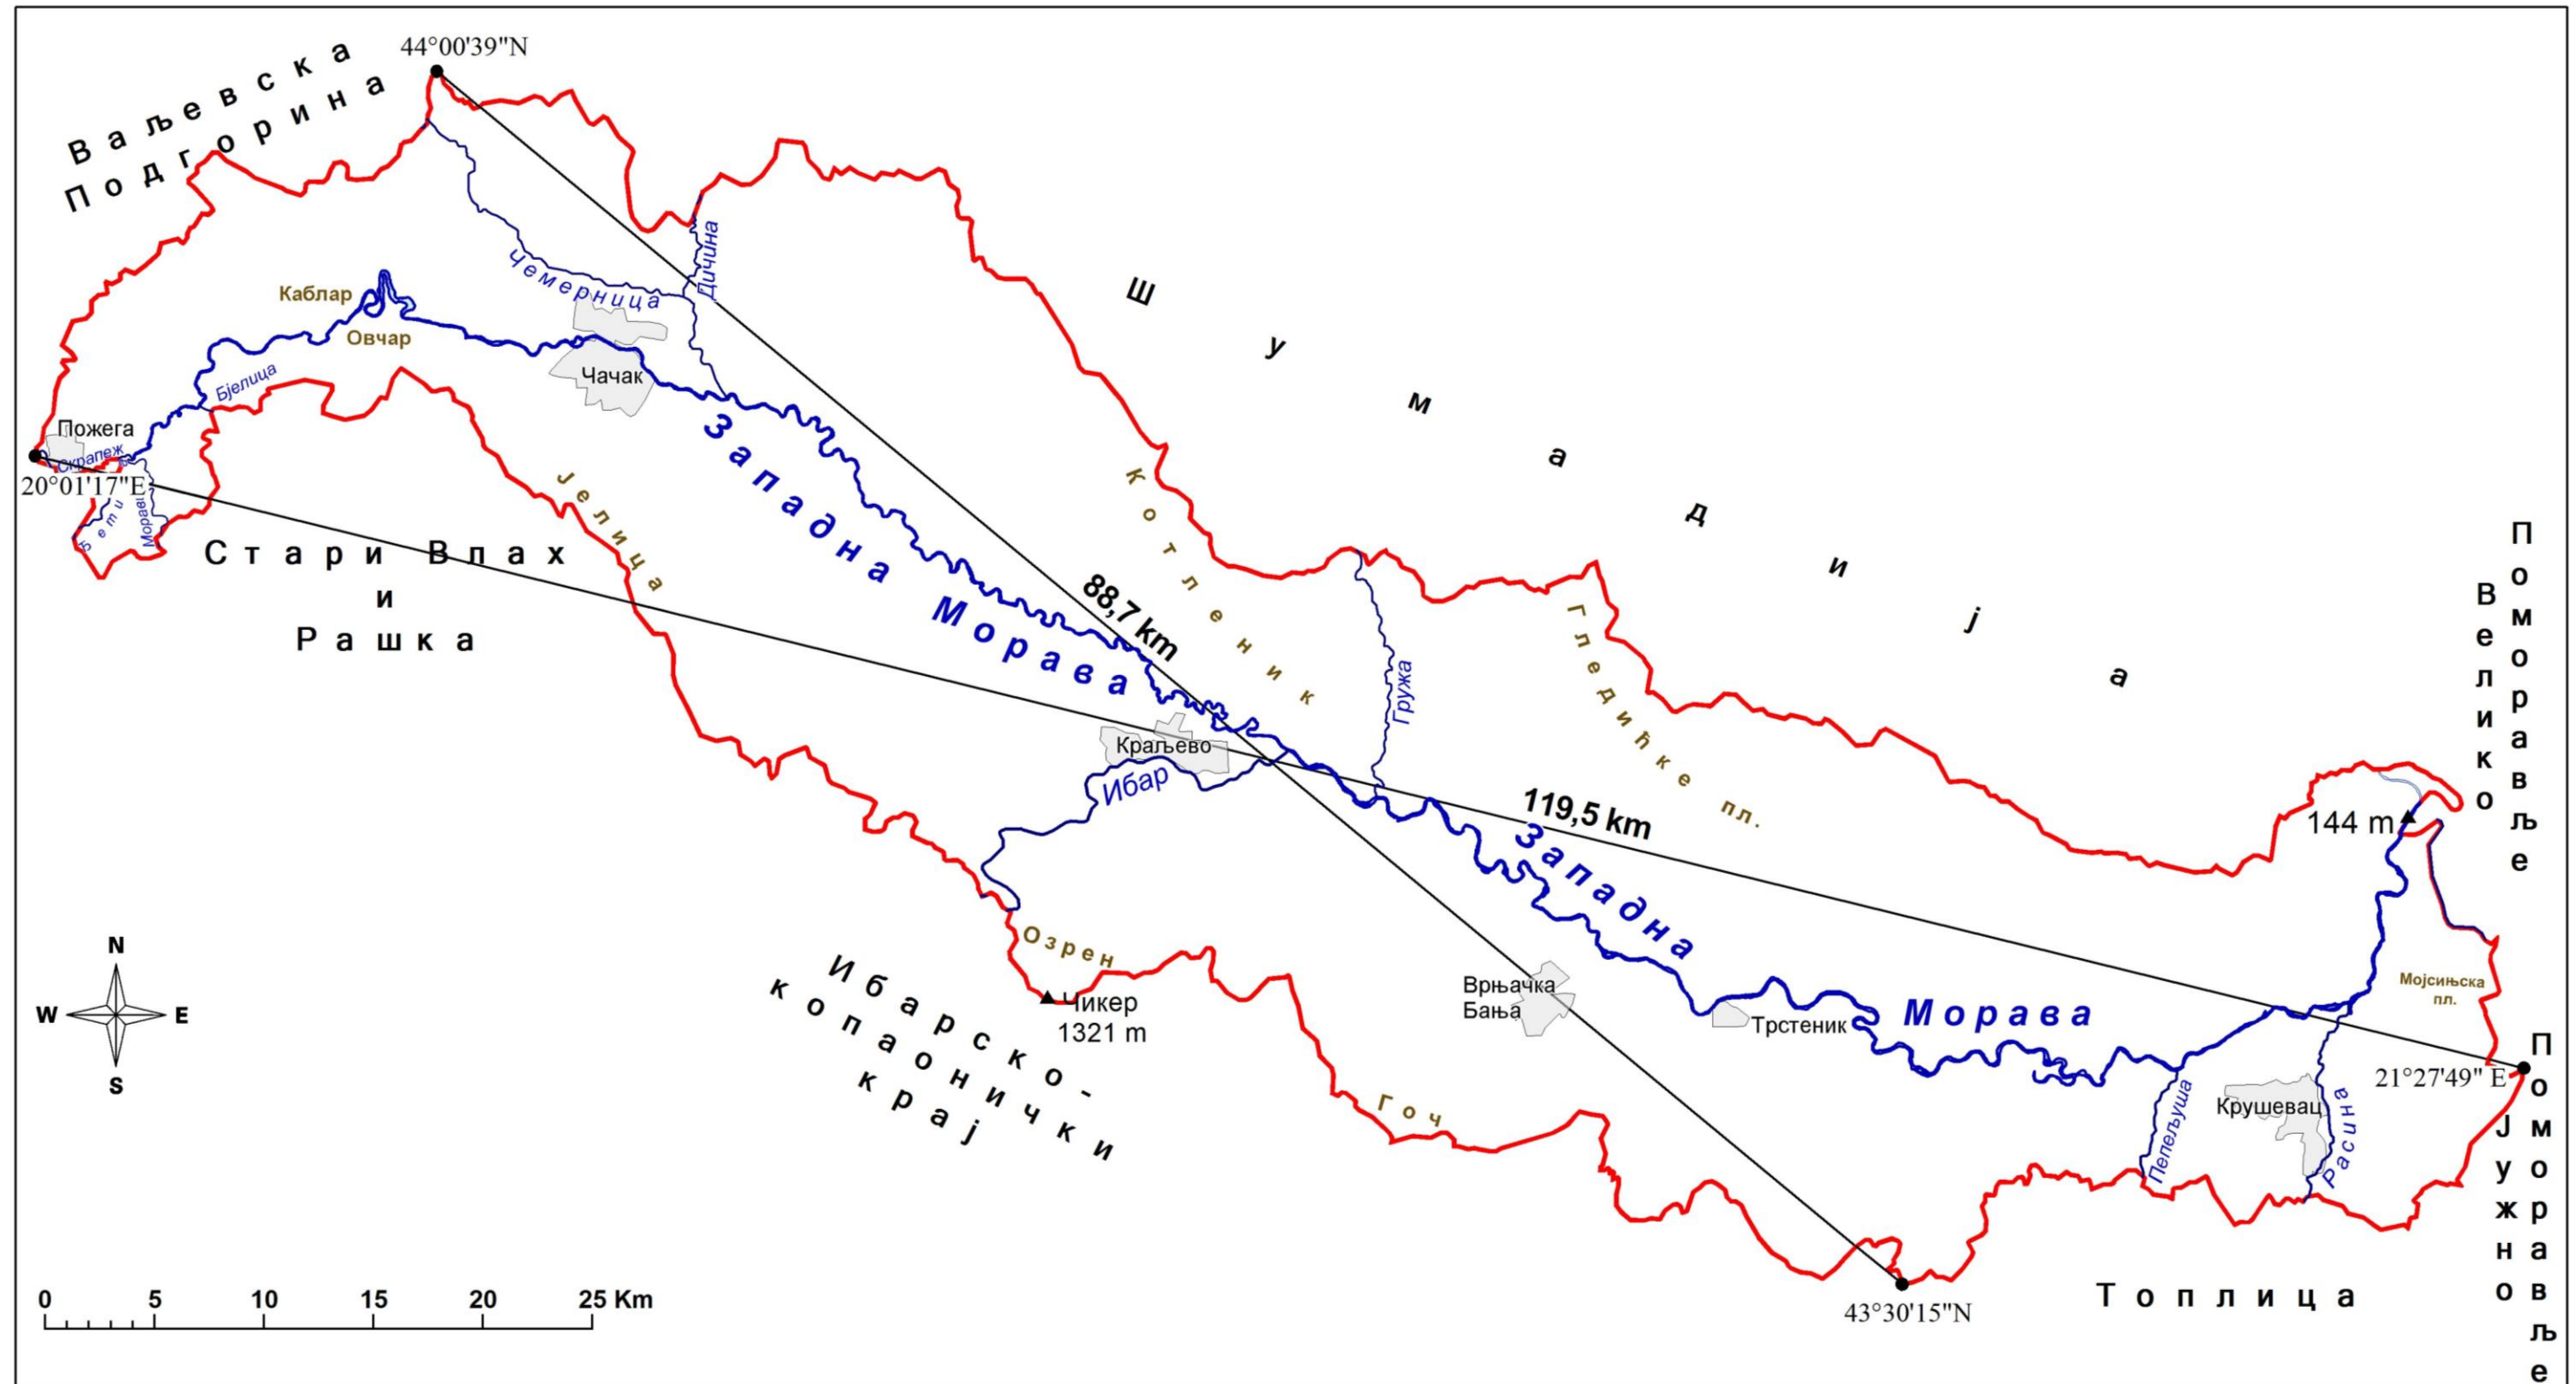 44°00'39"N
Ваљевска
Подгорина
Дичина
Чемерница
Каблар
Овчар
Бјелица
Чачак
Пожега
Скрапеж
20°01'17"E
Ђетиња
Моравица
Јелица
Стари Влах
и
Рашка
Западна Морава
Шумадија
Котленик
88,7 km
Гружа
Гледићке пл.
Краљево
Ибар
119,5 km
Западна Морава
Велико
Поморавље
144 m
Озрен
Чикер
1321 m
Ибарско-
копаонички
крај
Врњачка
Бања
Трстеник
Гоч
Мојсињска
пл.
21°27'49" E
Крушевац
Пепељуша
Расина
Јужно
Поморавље
N
W E
S
0 5 10 15 20 25 Km
43°30'15"N
Топлица